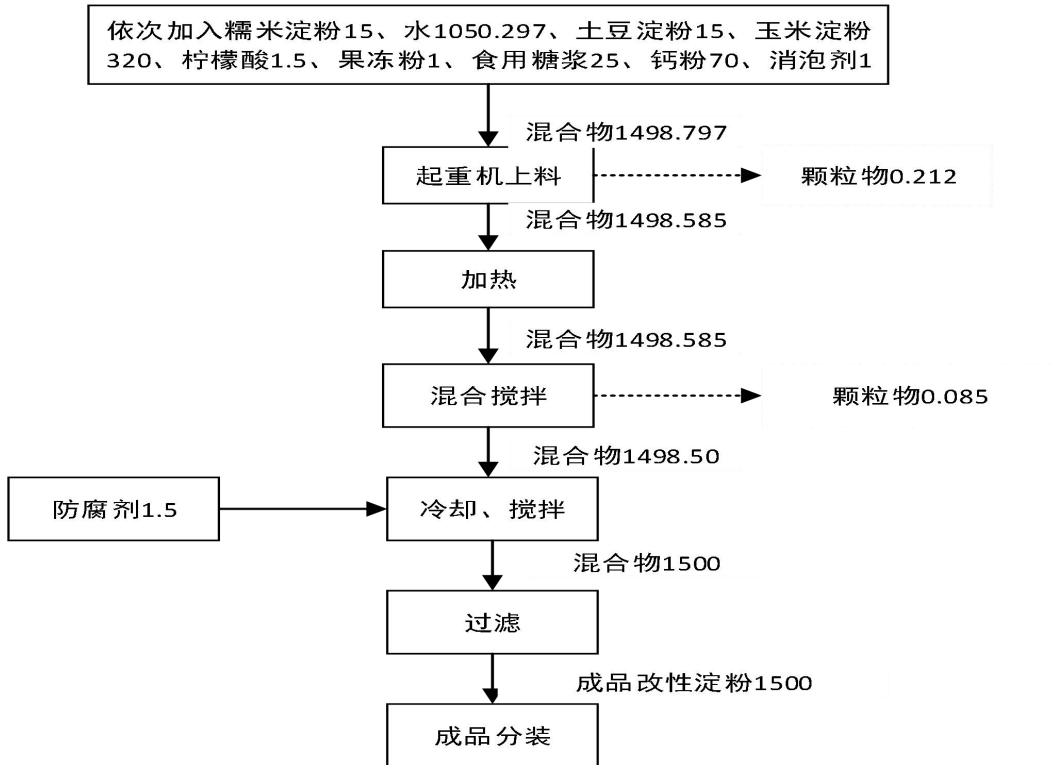 依次加入糯米淀粉15、水1050.297、土豆淀粉15、玉米淀粉
320、柠檬酸1.5、果冻粉1、食用糖浆25、钙粉70、消泡剂1
混合物1498.797
起重机上料
颗粒物0.212
混合物1498.585
加热
混合物1498.585
混合搅拌
颗粒物0.085
混合物1498.50
防腐剂1.5
冷却、搅拌
混合物1500
过滤
成品改性淀粉1500
成品分装